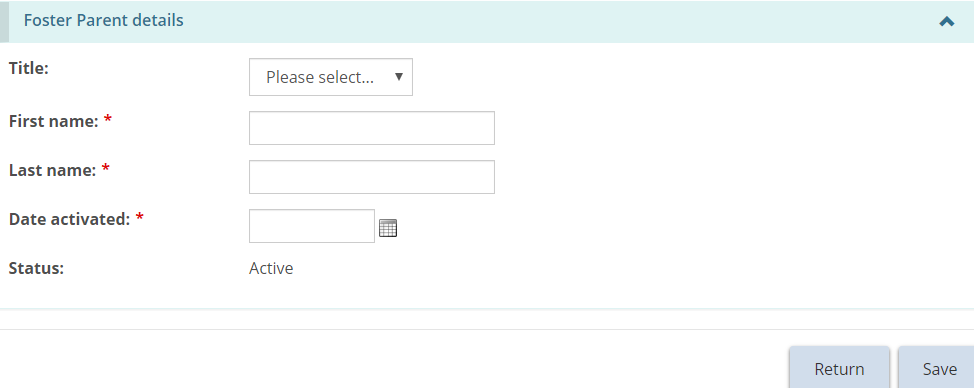 Foster Parent details
Title:
Please select...
First name: *
Last name: *
Date activated: *
Status:
Active
Return
Save